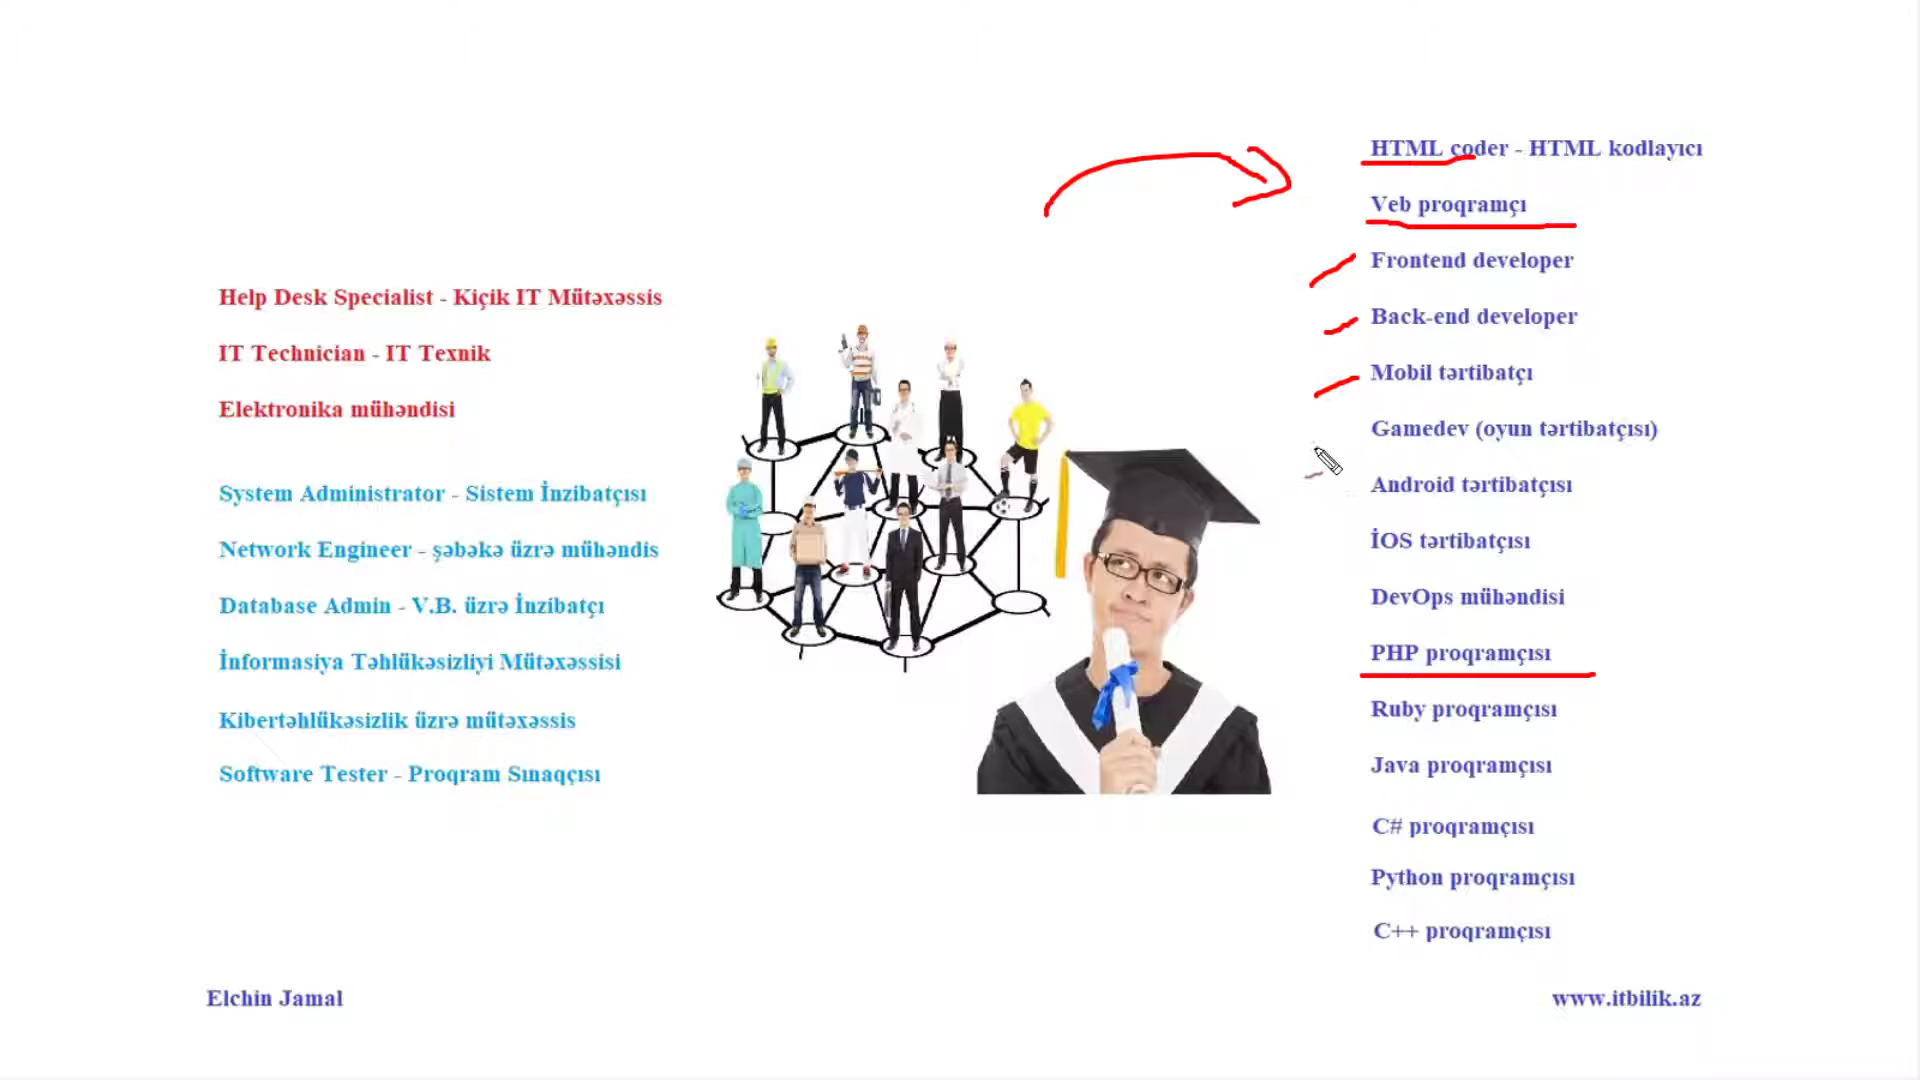 Help Desk Specialist - Kiçik IT Mütəxəssis
IT Technician - IT Texnik
Elektronika mühəndisi
System Administrator - Sistem İnzibatçısı
Network Engineer - şəbəkə üzrə mühəndis
Database Admin - V.B. üzrə İnzibatçı
İnformasiya Təhlükəsizliyi Mütəxəssisi
Kibertəhlükəsizlik üzrə mütəxəssis
Software Tester - Proqram Sınaqçısı
HTML coder - HTML kodlayıcı
Veb proqramçı
Frontend developer
Back-end developer
Mobil tərtibatçı
Gamedev (oyun tərtibatçısı)
Android tərtibatçısı
İOS tərtibatçısı
DevOps mühəndisi
PHP proqramçısı
Ruby proqramçısı
Java proqramçısı
C# proqramçısı
Python proqramçısı
C++ proqramçısı
Elchin Jamal
www.itbilik.az